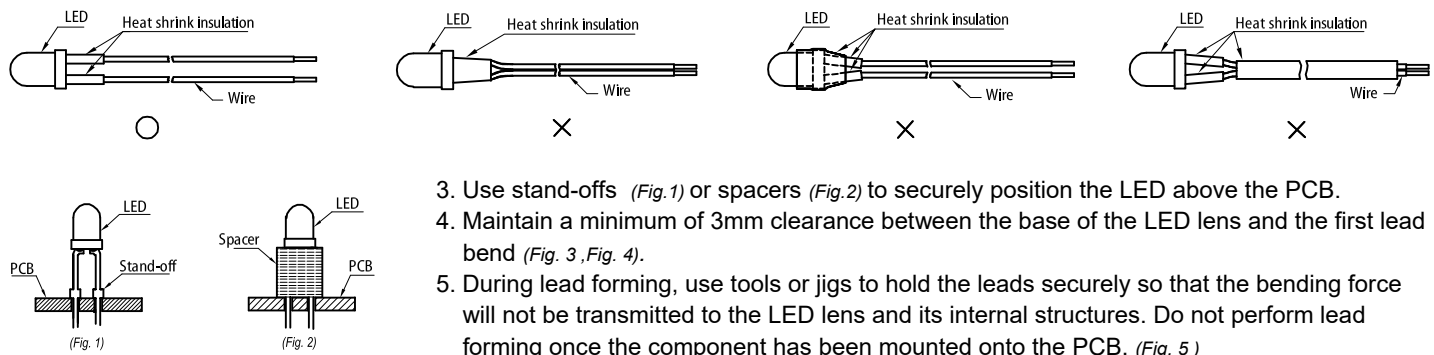 LED
Heat shrink insulation
Wire
○
LED
Heat shrink insulation
Wire
×
LED
Heat shrink insulation
Wire
×
LED
Heat shrink insulation
Wire
×
LED
PCB
Stand-off
(Fig. 1)
LED
Spacer
PCB
(Fig. 2)
3. Use stand-offs (Fig.1) or spacers (Fig.2) to securely position the LED above the PCB.
4. Maintain a minimum of 3mm clearance between the base of the LED lens and the first lead
bend (Fig. 3 ,Fig. 4).
5. During lead forming, use tools or jigs to hold the leads securely so that the bending force
will not be transmitted to the LED lens and its internal structures. Do not perform lead
forming once the component has been mounted onto the PCB. (Fig. 5 )